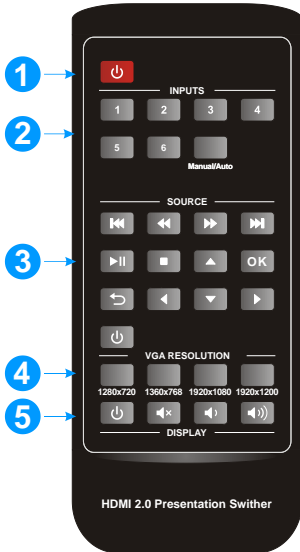 1
INPUTS
1 2 3 4
2
5 6
Manual/Auto
SOURCE
3
OK
VGA RESOLUTION
4
1280x720 1360x768 1920x1080 1920x1200
5
DISPLAY
HDMI 2.0 Presentation Swither